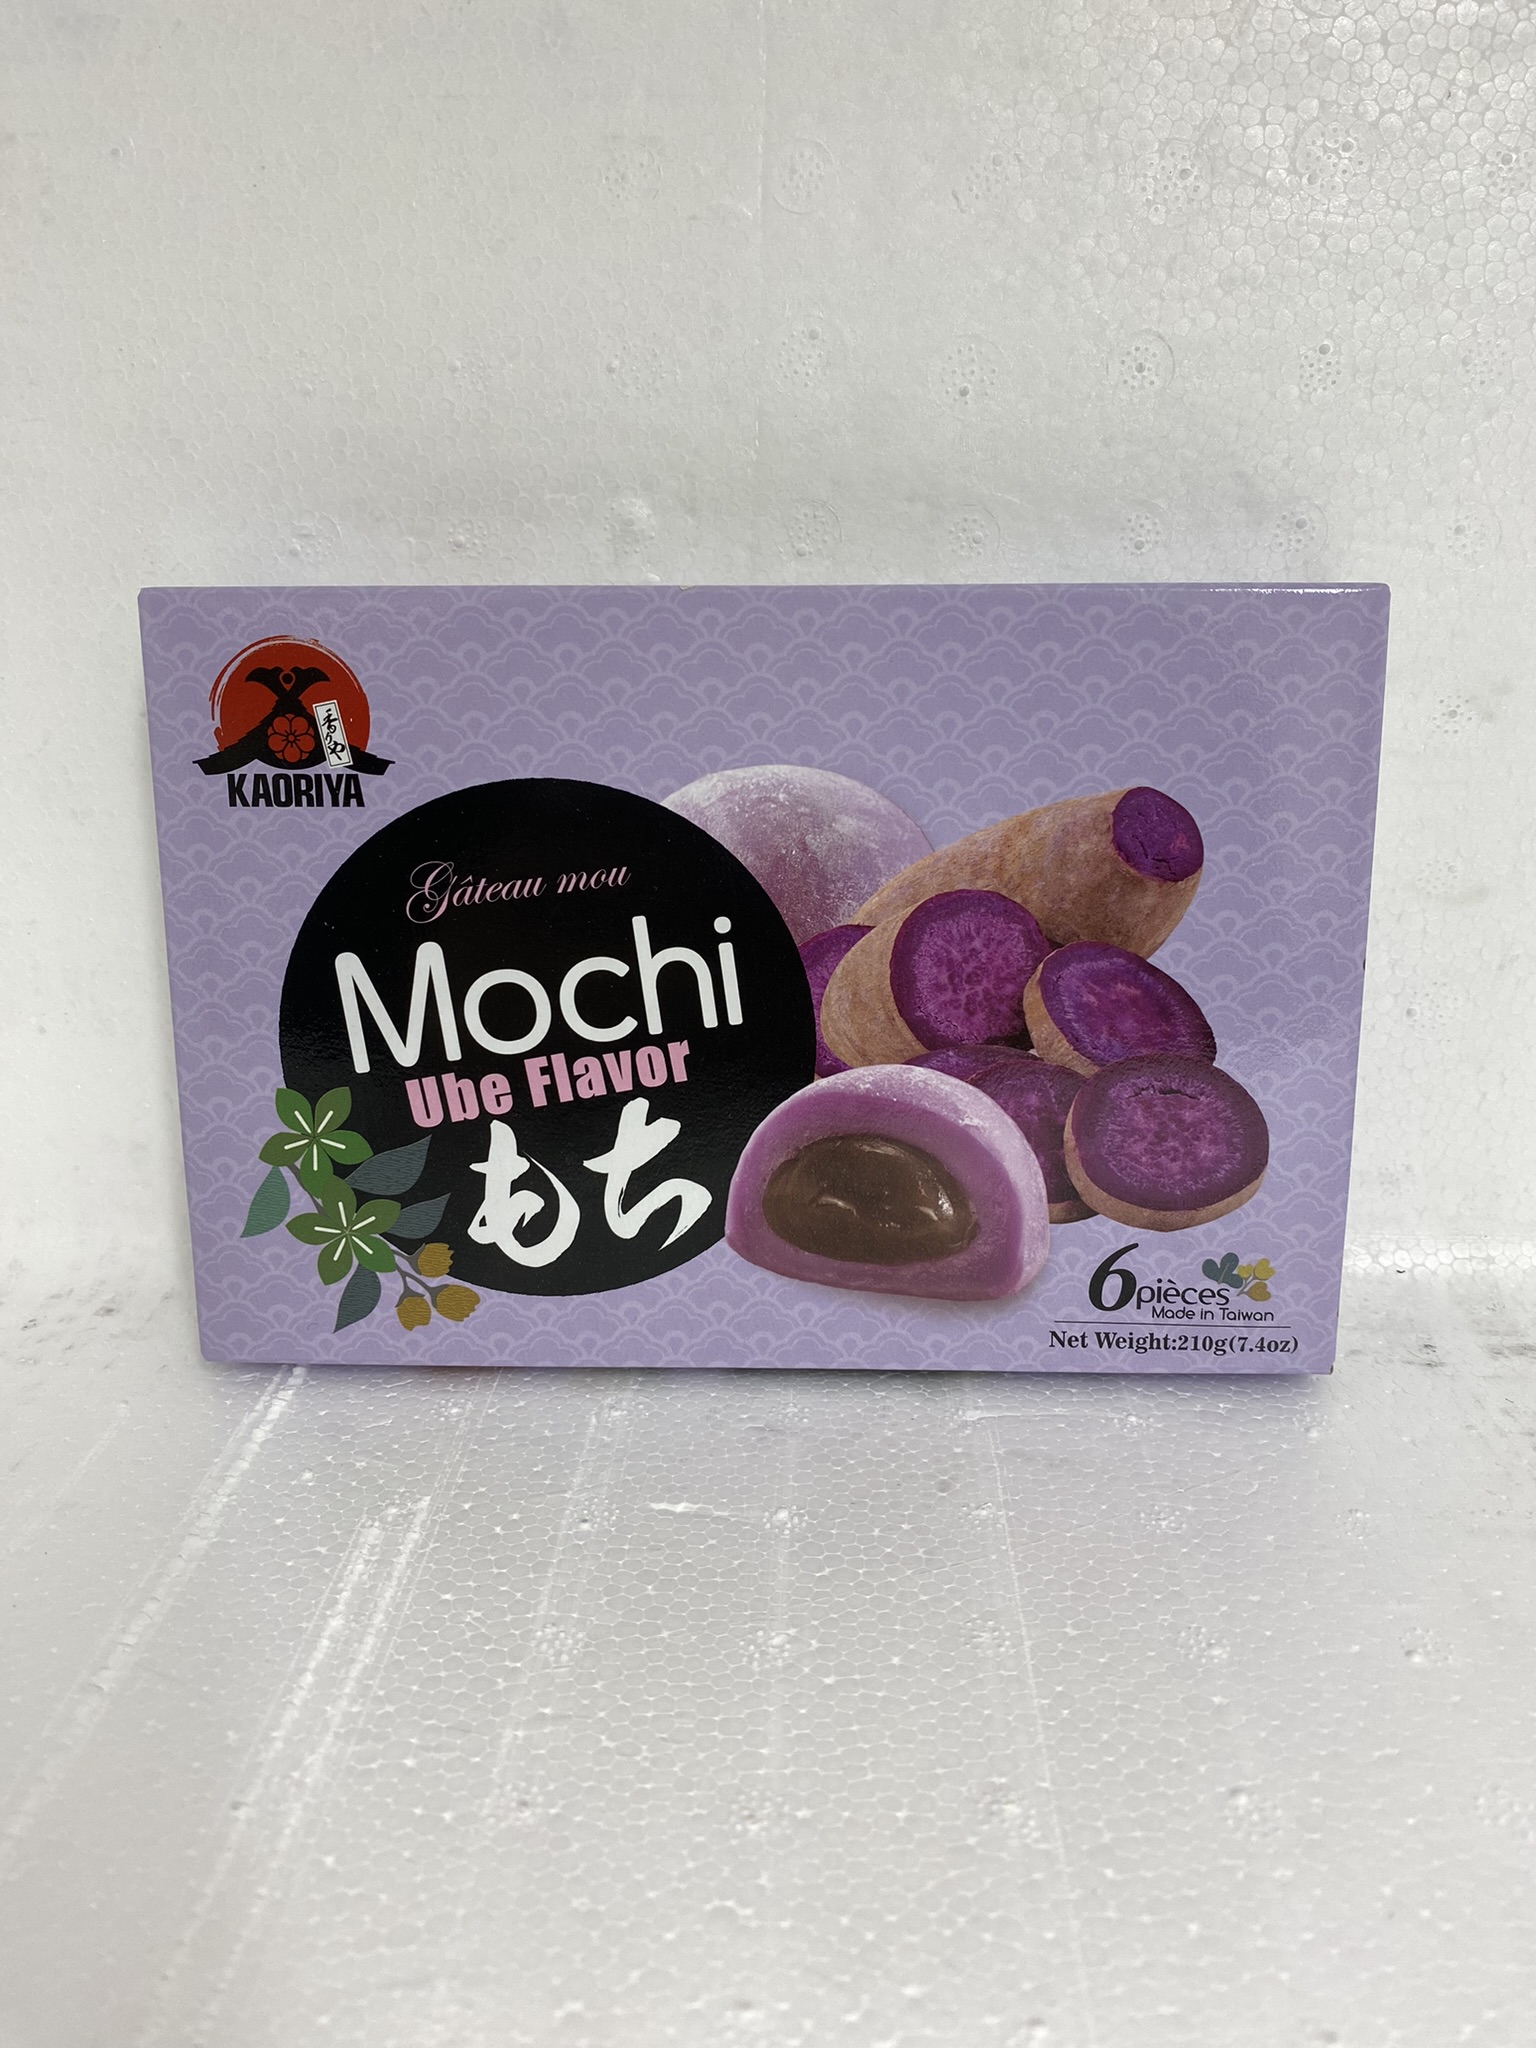 香りや
KAORIYA
Gâteau mou
Mochi
Ube Flavor
もち
6pièces
Made in Taiwan
Net Weight:210g(7.4oz)